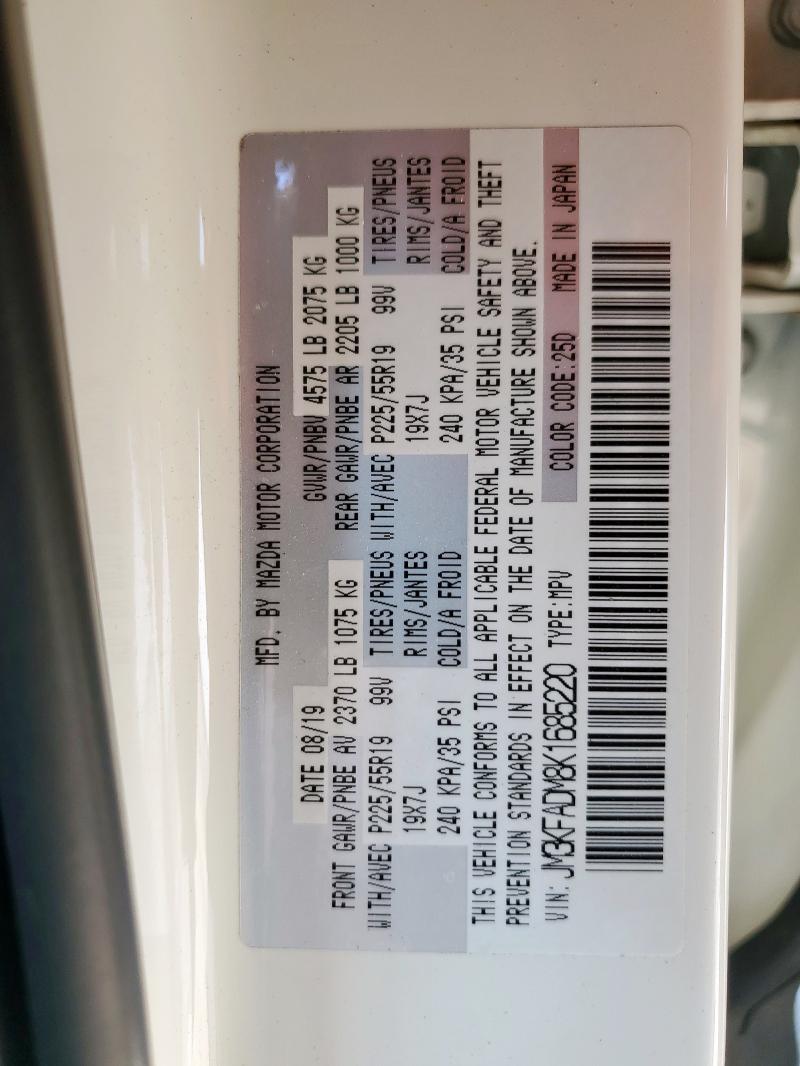 MFD. BY MAZDA MOTOR CORPORATION
DATE 08/19 GVWR/PNBV 4575 LB 2075 KG
FRONT GAWR/PNBE AV 2370 LB 1075 KG REAR GAWR/PNBE AR 2205 LB 1000 KG
WITH/AVEC P225/55R19 99V TIRES/PNEUS WITH/AVEC P225/55R19 99V TIRES/PNEUS
19X7J RIMS/JANTES 19X7J RIMS/JANTES
240 KPA/35 PSI COLD/A FROID 240 KPA/35 PSI COLD/A FROID
THIS VEHICLE CONFORMS TO ALL APPLICABLE FEDERAL MOTOR VEHICLE SAFETY AND THEFT
PREVENTION STANDARDS IN EFFECT ON THE DATE OF MANUFACTURE SHOWN ABOVE.
VIN: JM3KFADM8K1685220 TYPE:MPV COLOR CODE:25D MADE IN JAPAN